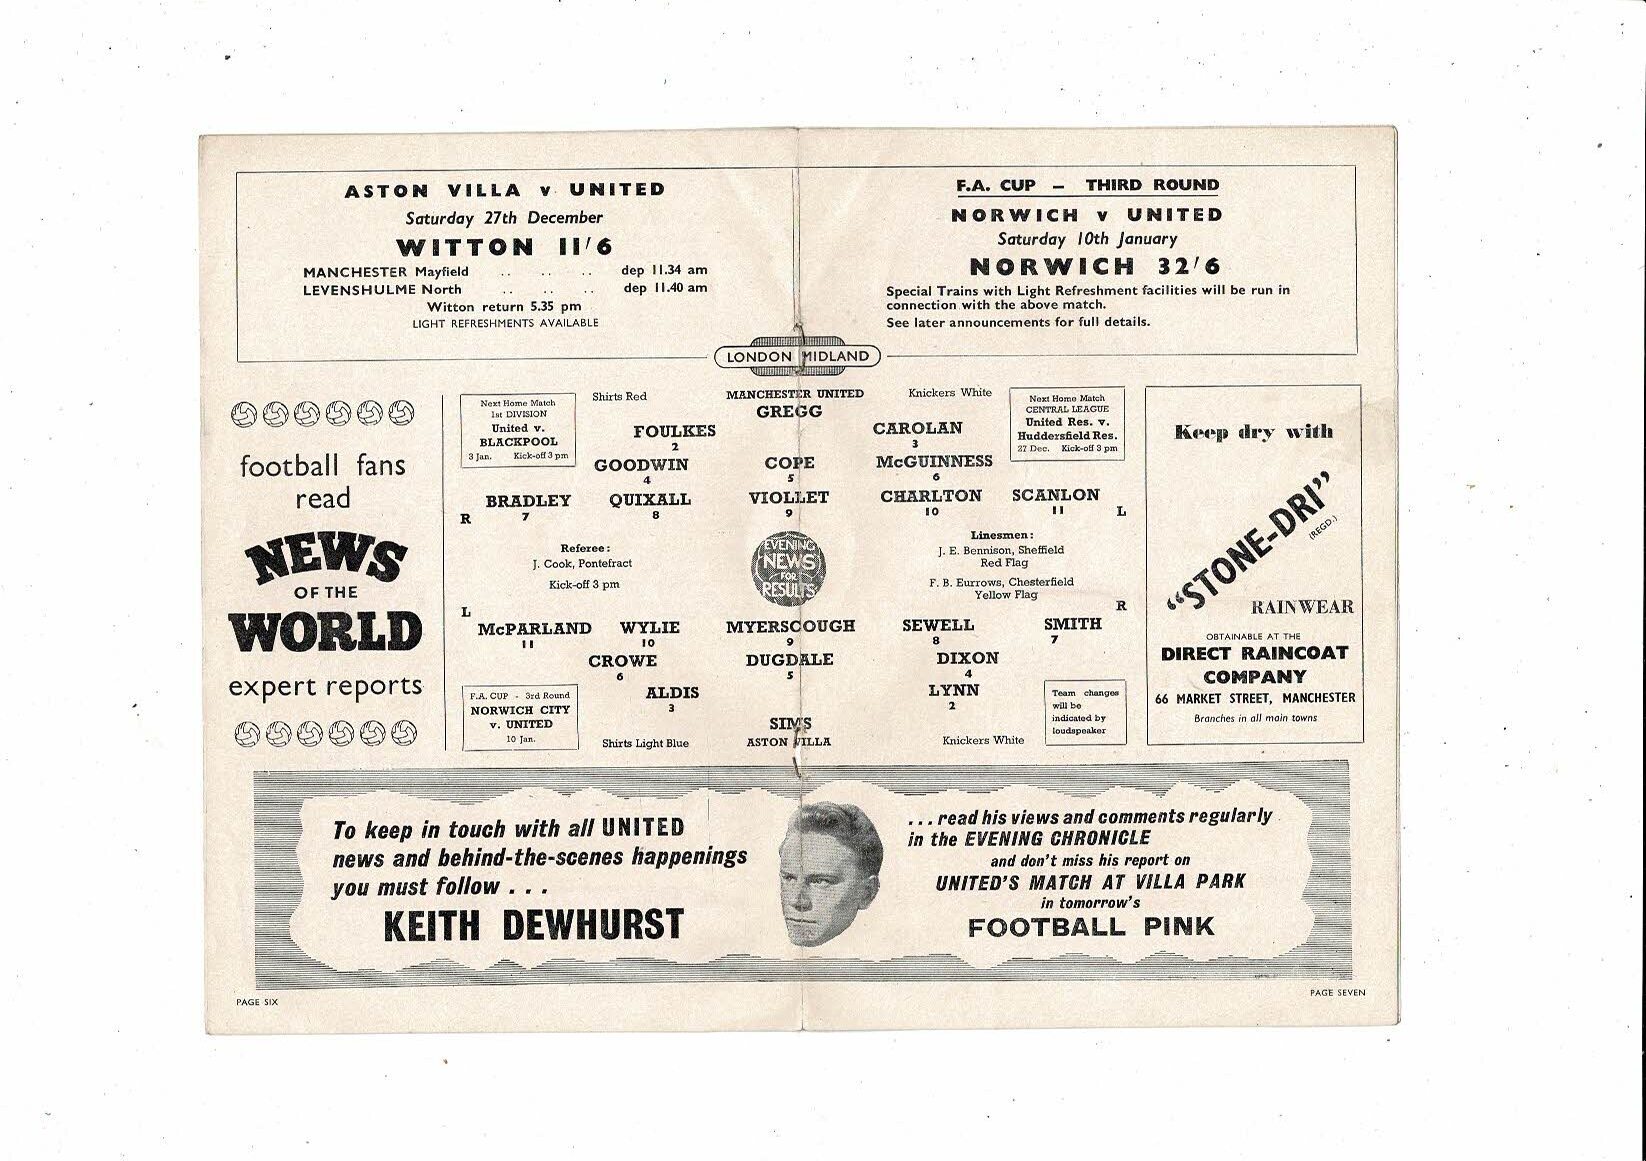 ASTON VILLA v. UNITED
Saturday 27th December
WITTON 11'6
MANCHESTER Mayfield .. .. .. dep 11.34 am
LEVENSHULME North .. .. .. dep 11.40 am
Witton return 5.35 pm
LIGHT REFRESHMENTS AVAILABLE
F.A. CUP – THIRD ROUND
NORWICH v UNITED
Saturday 10th January
NORWICH 32'6
Special Trains with Light Refreshment facilities will be run in
connection with the above match.
See later announcements for full details.
LONDON MIDLAND
football fans
read
NEWS
OF THE
WORLD
expert reports
Next Home Match
1st DIVISION
United v.
BLACKPOOL
3 Jan. Kick-off 3 pm
Shirts Red
MANCHESTER UNITED
Knickers White
Next Home Match
CENTRAL LEAGUE
United Res. v.
Huddersfield Res.
27 Dec. Kick-off 3 pm
GREGG
FOULKES CAROLAN
2 3
GOODWIN COPE McGUINNESS
4 5 6
BRADLEY QUIXALL VIOLLET CHARLTON SCANLON
R 7 8 9 10 11 L
Referee:
J. Cook, Pontefract
Kick-off 3 pm
EVENING
NEWS
FOR
RESULTS
Linesmen:
J. E. Bennison, Sheffield
Red Flag
F. B. Eurrows, Chesterfield
Yellow Flag
L R
McPARLAND WYLIE MYERSCOUGH SEWELL SMITH
11 10 9 8 7
CROWE DUGDALE DIXON
6 5 4
ALDIS LYNN
3 2
SIMS
F.A. CUP - 3rd Round
NORWICH CITY
v. UNITED
10 Jan.
Shirts Light Blue
ASTON VILLA
Knickers White
Team changes
will be
indicated by
loudspeaker
Keep dry with
"STONE-DRI"
(REGD.)
RAINWEAR
OBTAINABLE AT THE
DIRECT RAINCOAT
COMPANY
66 MARKET STREET, MANCHESTER
Branches in all main towns
To keep in touch with all UNITED
news and behind-the-scenes happenings
you must follow . . .
KEITH DEWHURST
. . . read his views and comments regularly
in the EVENING CHRONICLE
and don't miss his report on
UNITED'S MATCH AT VILLA PARK
in tomorrow's
FOOTBALL PINK
PAGE SIX
PAGE SEVEN